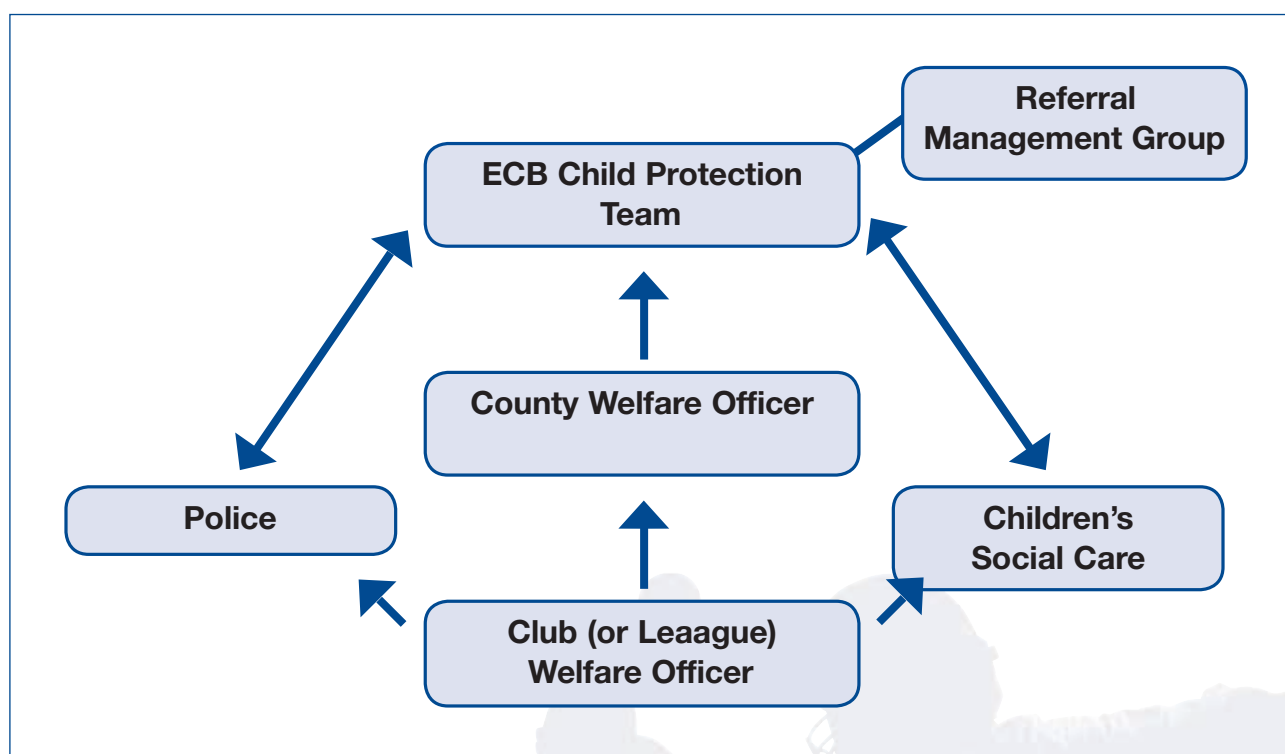 Referral
Management Group
ECB Child Protection
Team
County Welfare Officer
Police
Children's
Social Care
Club (or Leaague)
Welfare Officer